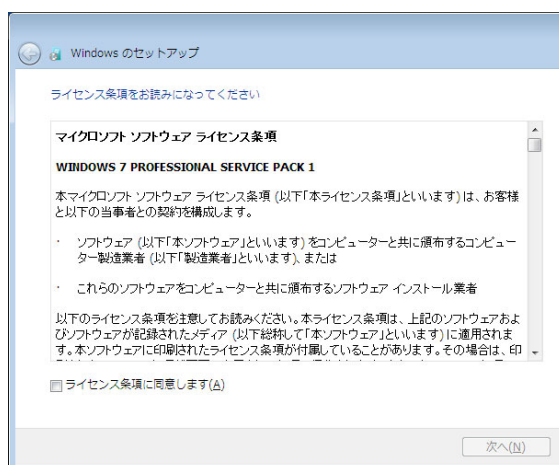 Windows のセットアップ
ライセンス条項をお読みになってください
マイクロソフト ソフトウェア ライセンス条項
WINDOWS 7 PROFESSIONAL SERVICE PACK 1
本マイクロソフト ソフトウェア ライセンス条項 (以下「本ライセンス条項」といいます) は、お客様
と以下の当事者との契約を構成します。
· ソフトウェア (以下「本ソフトウェア」といいます) をコンピューターと共に頒布するコンピュー
ター製造業者 (以下「製造業者」といいます)、または
· これらのソフトウェアをコンピューターと共に頒布するソフトウェア インストール業者
以下のライセンス条項を注意してお読みください。本ライセンス条項は、上記のソフトウェアおよ
びソフトウェアが記録されたメディア (以下総称して「本ソフトウェア」といいます) に適用されま
す。本ソフトウェアに印刷されたライセンス条項が付属していることがあります。その場合は、印
ライセンス条項に同意します(A)
次へ(N)